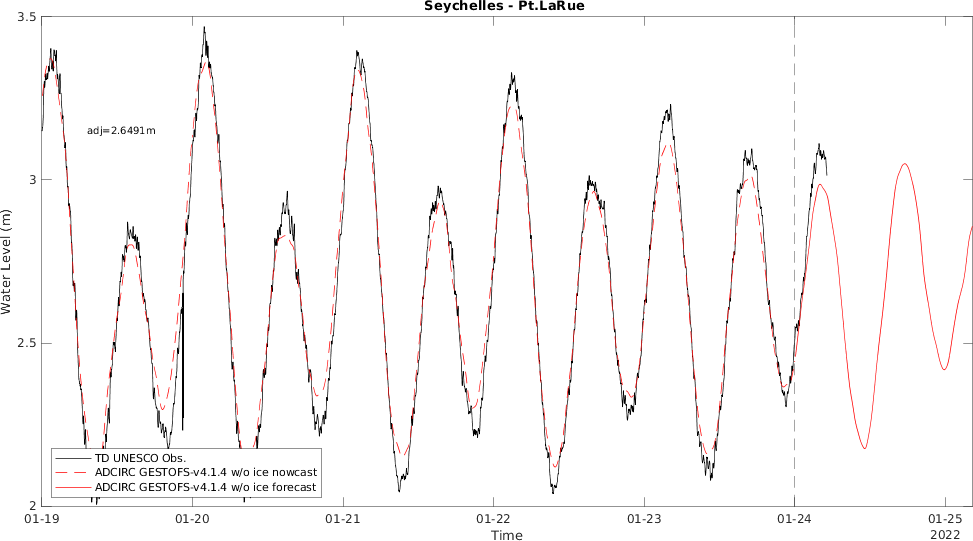 Seychelles - Pt.LaRue
3.5
3
2.5
2
Water Level (m)
adj=2.6491m
TD UNESCO Obs.
ADCIRC GESTOFS-v4.1.4 w/o ice nowcast
ADCIRC GESTOFS-v4.1.4 w/o ice forecast
01-19 01-20 01-21 01-22 01-23 01-24 01-25
Time 2022